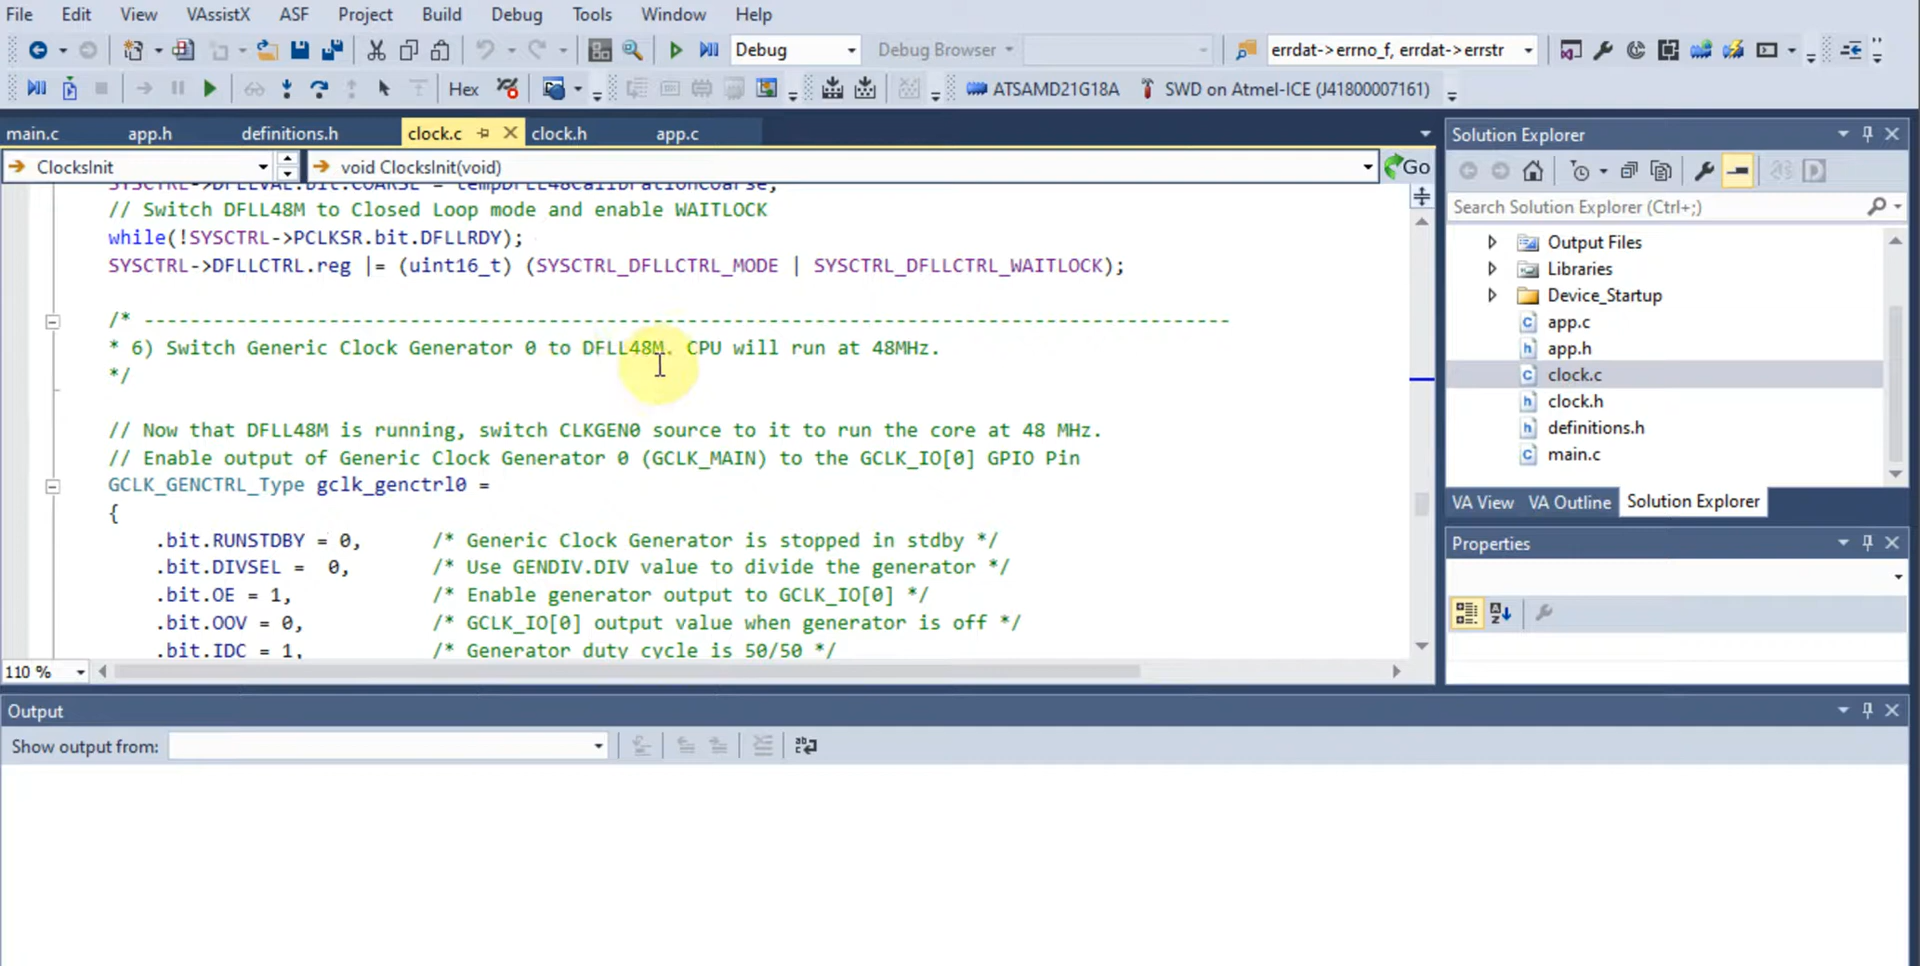 File Edit View VAssistX ASF Project Build Debug Tools Window Help
Debug Debug Browser errdat->errno_f, errdat->errstr
Hex ATSAMD21G18A SWD on Atmel-ICE (J41800007161)
main.c app.h definitions.h clock.c clock.h app.c
ClocksInit void ClocksInit(void) Go
SYSCTRL->DFLLVAL.bit.COARSE = tempDFLL48CalibrationCoarse;
// Switch DFLL48M to Closed Loop mode and enable WAITLOCK
while(!SYSCTRL->PCLKSR.bit.DFLLRDY);
SYSCTRL->DFLLCTRL.reg |= (uint16_t) (SYSCTRL_DFLLCTRL_MODE | SYSCTRL_DFLLCTRL_WAITLOCK);
/* ----------------------------------------------------------------------------------------------
* 6) Switch Generic Clock Generator 0 to DFLL48M. CPU will run at 48MHz.
*/
// Now that DFLL48M is running, switch CLKGEN0 source to it to run the core at 48 MHz.
// Enable output of Generic Clock Generator 0 (GCLK_MAIN) to the GCLK_IO[0] GPIO Pin
GCLK_GENCTRL_Type gclk_genctrl0 =
{
.bit.RUNSTDBY = 0, /* Generic Clock Generator is stopped in stdby */
.bit.DIVSEL = 0, /* Use GENDIV.DIV value to divide the generator */
.bit.OE = 1, /* Enable generator output to GCLK_IO[0] */
.bit.OOV = 0, /* GCLK_IO[0] output value when generator is off */
.bit.IDC = 1, /* Generator duty cycle is 50/50 */
110 %
Solution Explorer
Search Solution Explorer (Ctrl+;)
Output Files
Libraries
Device_Startup
app.c
app.h
clock.c
clock.h
definitions.h
main.c
VA View VA Outline Solution Explorer
Properties
Output
Show output from: